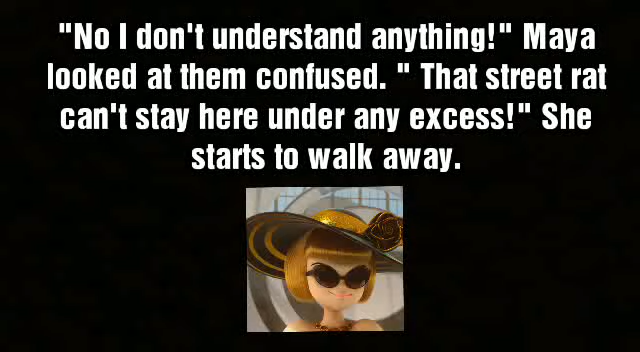 "No I don't understand anything!" Maya
looked at them confused. " That street rat
can't stay here under any excess!" She
starts to walk away.